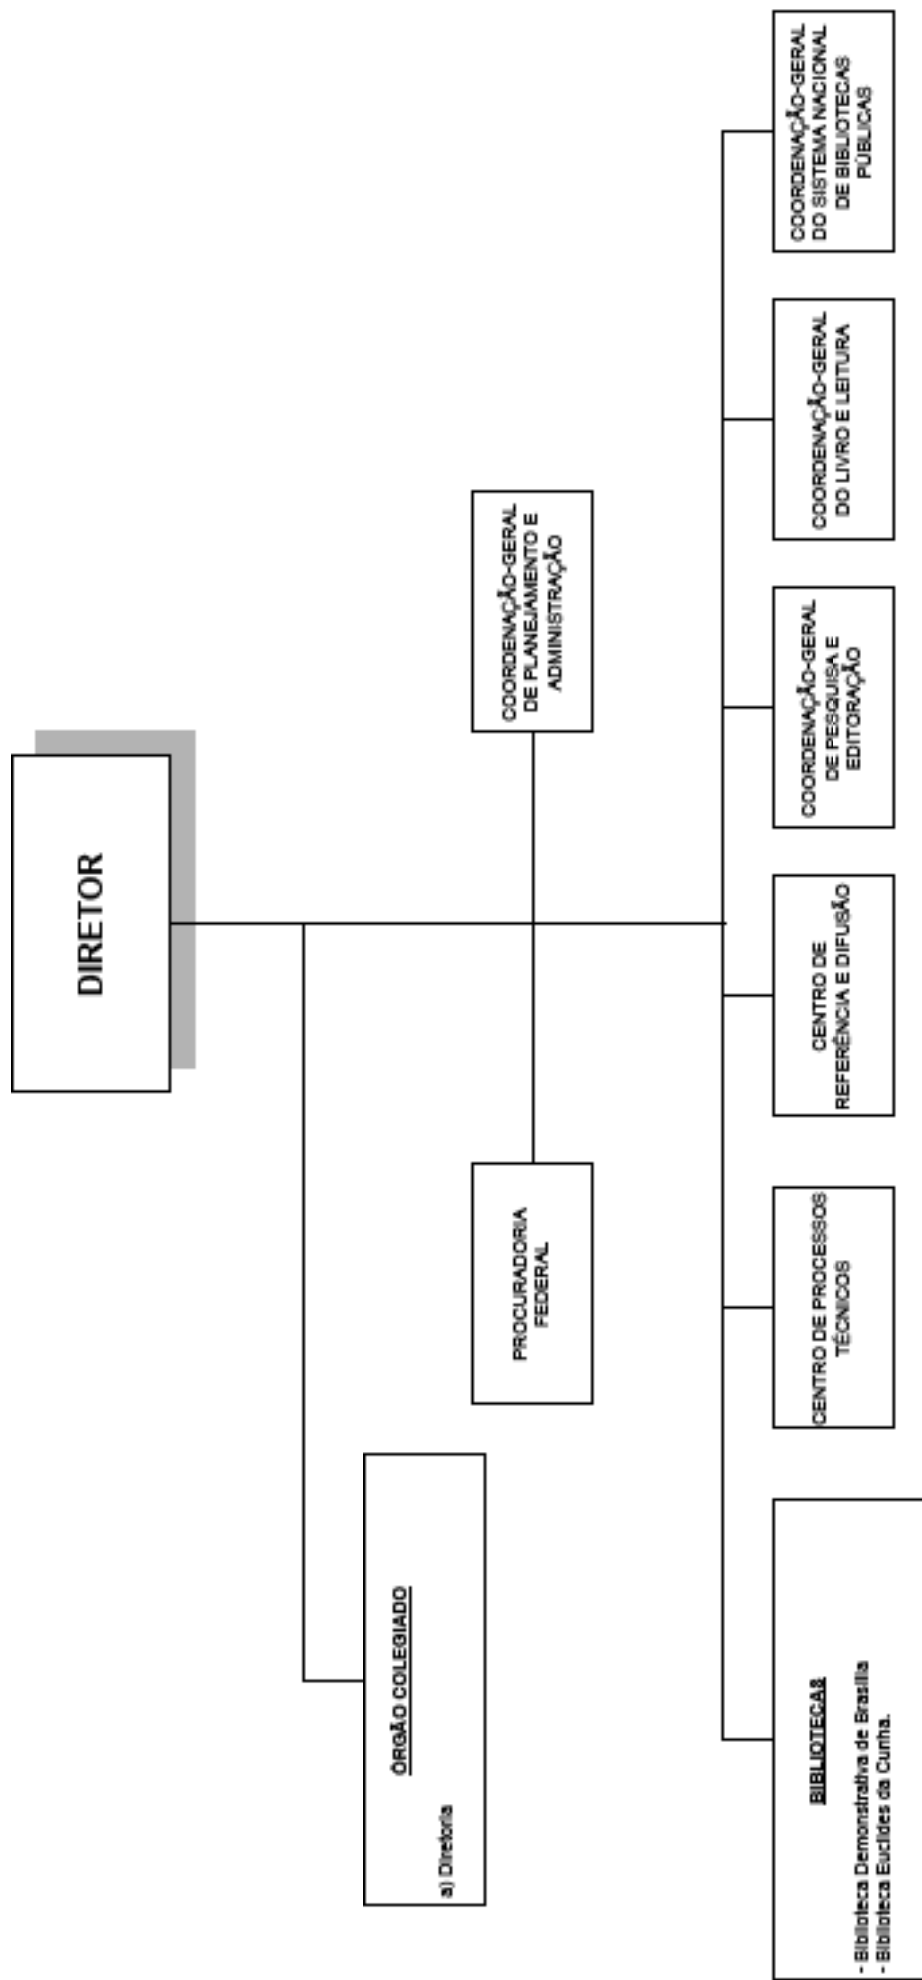 DIRETOR
ÓRGÃO COLEGIADO
a) Diretoria
PROCURADORIA
FEDERAL
COORDENAÇÃO-GERAL
DE PLANEJAMENTO E
ADMINISTRAÇÃO
BIBLIOTECAS
- Biblioteca Demonstrativa de Brasília
- Biblioteca Euclides da Cunha.
CENTRO DE PROCESSOS
TÉCNICOS
CENTRO DE
REFERÊNCIA E DIFUSÃO
COORDENAÇÃO-GERAL
DE PESQUISA E
EDITORAÇÃO
COORDENAÇÃO-GERAL
DO LIVRO E LEITURA
COORDENAÇÃO-GERAL
DO SISTEMA NACIONAL
DE BIBLIOTECAS
PÚBLICAS